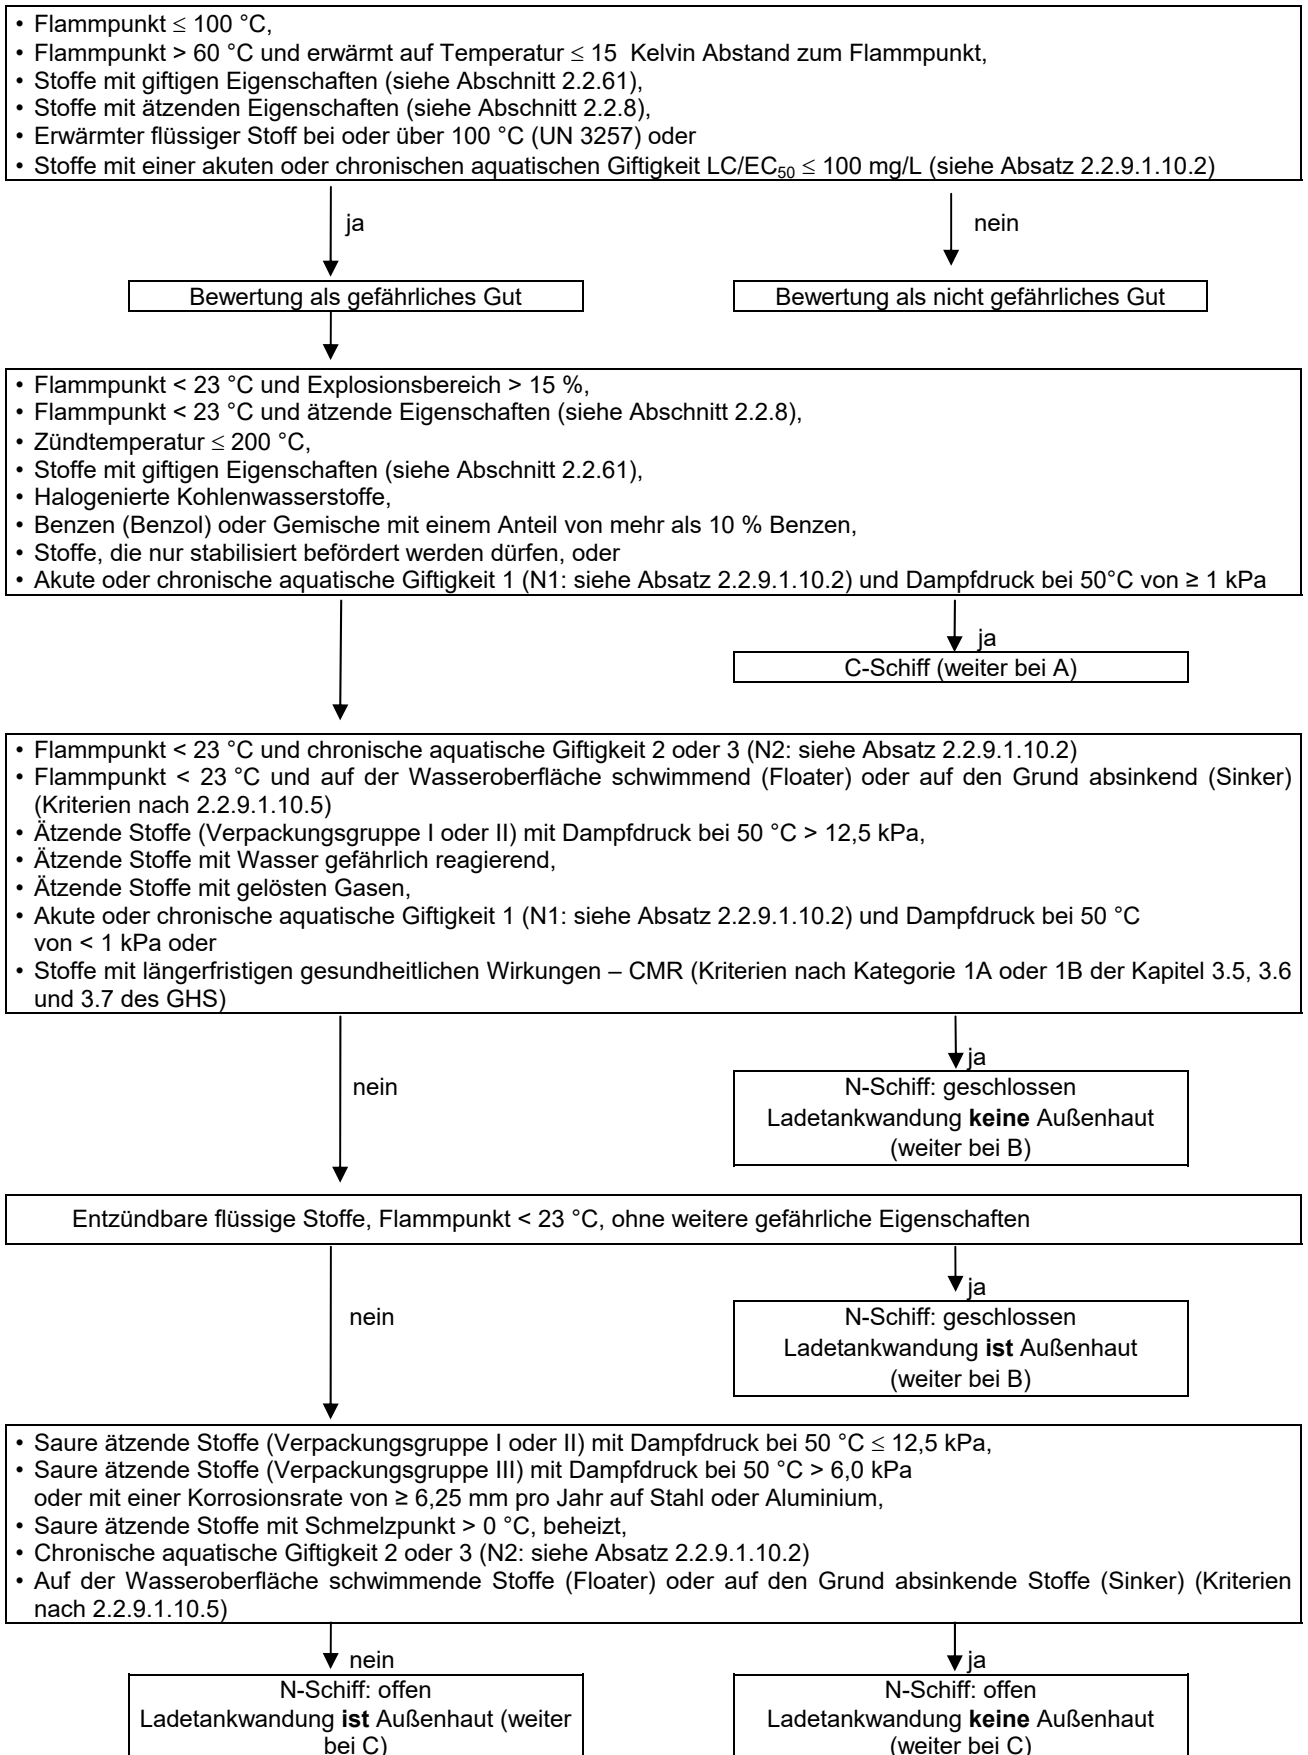 • Flammpunkt ≤ 100 °C,
• Flammpunkt > 60 °C und erwärmt auf Temperatur ≤ 15 Kelvin Abstand zum Flammpunkt,
• Stoffe mit giftigen Eigenschaften (siehe Abschnitt 2.2.61),
• Stoffe mit ätzenden Eigenschaften (siehe Abschnitt 2.2.8),
• Erwärmter flüssiger Stoff bei oder über 100 °C (UN 3257) oder
• Stoffe mit einer akuten oder chronischen aquatischen Giftigkeit LC/EC₅₀ ≤ 100 mg/L (siehe Absatz 2.2.9.1.10.2)
ja
nein
Bewertung als gefährliches Gut
Bewertung als nicht gefährliches Gut
• Flammpunkt < 23 °C und Explosionsbereich > 15 %,
• Flammpunkt < 23 °C und ätzende Eigenschaften (siehe Abschnitt 2.2.8),
• Zündtemperatur ≤ 200 °C,
• Stoffe mit giftigen Eigenschaften (siehe Abschnitt 2.2.61),
• Halogenierte Kohlenwasserstoffe,
• Benzen (Benzol) oder Gemische mit einem Anteil von mehr als 10 % Benzen,
• Stoffe, die nur stabilisiert befördert werden dürfen, oder
• Akute oder chronische aquatische Giftigkeit 1 (N1: siehe Absatz 2.2.9.1.10.2) und Dampfdruck bei 50°C von ≥ 1 kPa
ja
C-Schiff (weiter bei A)
• Flammpunkt < 23 °C und chronische aquatische Giftigkeit 2 oder 3 (N2: siehe Absatz 2.2.9.1.10.2)
• Flammpunkt < 23 °C und auf der Wasseroberfläche schwimmend (Floater) oder auf den Grund absinkend (Sinker)
(Kriterien nach 2.2.9.1.10.5)
• Ätzende Stoffe (Verpackungsgruppe I oder II) mit Dampfdruck bei 50 °C > 12,5 kPa,
• Ätzende Stoffe mit Wasser gefährlich reagierend,
• Ätzende Stoffe mit gelösten Gasen,
• Akute oder chronische aquatische Giftigkeit 1 (N1: siehe Absatz 2.2.9.1.10.2) und Dampfdruck bei 50 °C
von < 1 kPa oder
• Stoffe mit längerfristigen gesundheitlichen Wirkungen – CMR (Kriterien nach Kategorie 1A oder 1B der Kapitel 3.5, 3.6
und 3.7 des GHS)
ja
nein
N-Schiff: geschlossen
Ladetankwandung keine Außenhaut
(weiter bei B)
Entzündbare flüssige Stoffe, Flammpunkt < 23 °C, ohne weitere gefährliche Eigenschaften
ja
nein
N-Schiff: geschlossen
Ladetankwandung ist Außenhaut
(weiter bei B)
• Saure ätzende Stoffe (Verpackungsgruppe I oder II) mit Dampfdruck bei 50 °C ≤ 12,5 kPa,
• Saure ätzende Stoffe (Verpackungsgruppe III) mit Dampfdruck bei 50 °C > 6,0 kPa
oder mit einer Korrosionsrate von ≥ 6,25 mm pro Jahr auf Stahl oder Aluminium,
• Saure ätzende Stoffe mit Schmelzpunkt > 0 °C, beheizt,
• Chronische aquatische Giftigkeit 2 oder 3 (N2: siehe Absatz 2.2.9.1.10.2)
• Auf der Wasseroberfläche schwimmende Stoffe (Floater) oder auf den Grund absinkende Stoffe (Sinker) (Kriterien
nach 2.2.9.1.10.5)
nein
ja
N-Schiff: offen
Ladetankwandung ist Außenhaut (weiter
bei C)
N-Schiff: offen
Ladetankwandung keine Außenhaut
(weiter bei C)